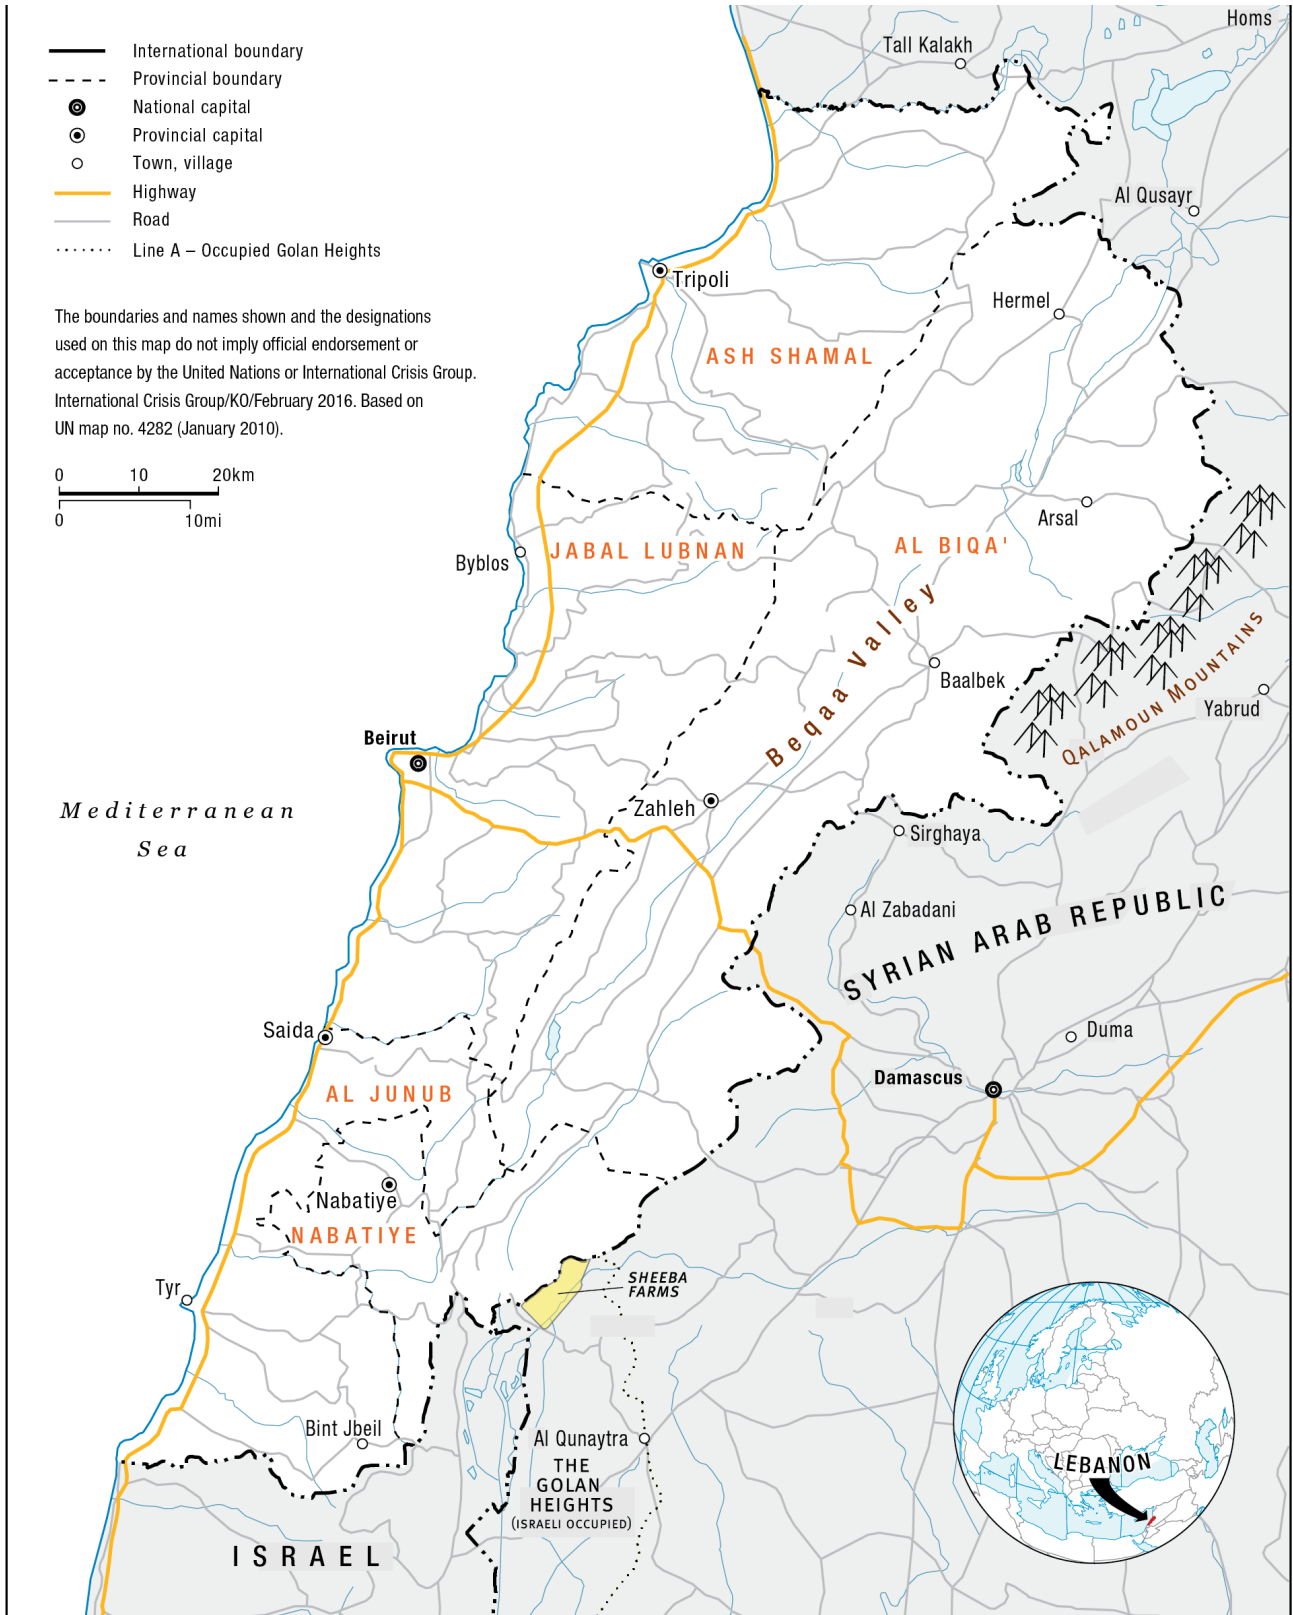 Homs
Tall Kalakh
International boundary
Provincial boundary
National capital
Provincial capital
Town, village
Highway
Road
Line A – Occupied Golan Heights
Al Qusayr
Tripoli
Hermel
The boundaries and names shown and the designations
used on this map do not imply official endorsement or
acceptance by the United Nations or International Crisis Group.
International Crisis Group/KO/February 2016. Based on
UN map no. 4282 (January 2010).
ASH SHAMAL
0 10 20km
0 10mi
Arsal
Byblos
JABAL LUBNAN
AL BIQA'
Beqaa Valley
Baalbek
QALAMOUN MOUNTAINS
Yabrud
Beirut
Mediterranean
Sea
Zahleh
Sirghaya
Al Zabadani
SYRIAN ARAB REPUBLIC
Saida
Duma
Damascus
AL JUNUB
Nabatiye
NABATIYE
Tyr
SHEEBA
FARMS
Bint Jbeil
Al Qunaytra
THE
GOLAN
HEIGHTS
(ISRAELI OCCUPIED)
LEBANON
ISRAEL